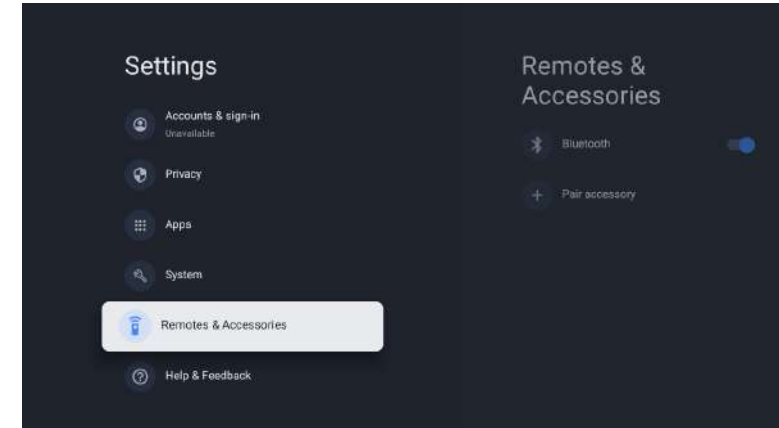 Settings
Accounts & sign-in
Unavailable
Privacy
Apps
System
Remotes & Accessories
Help & Feedback
Remotes &
Accessories
Bluetooth
Pair accessory